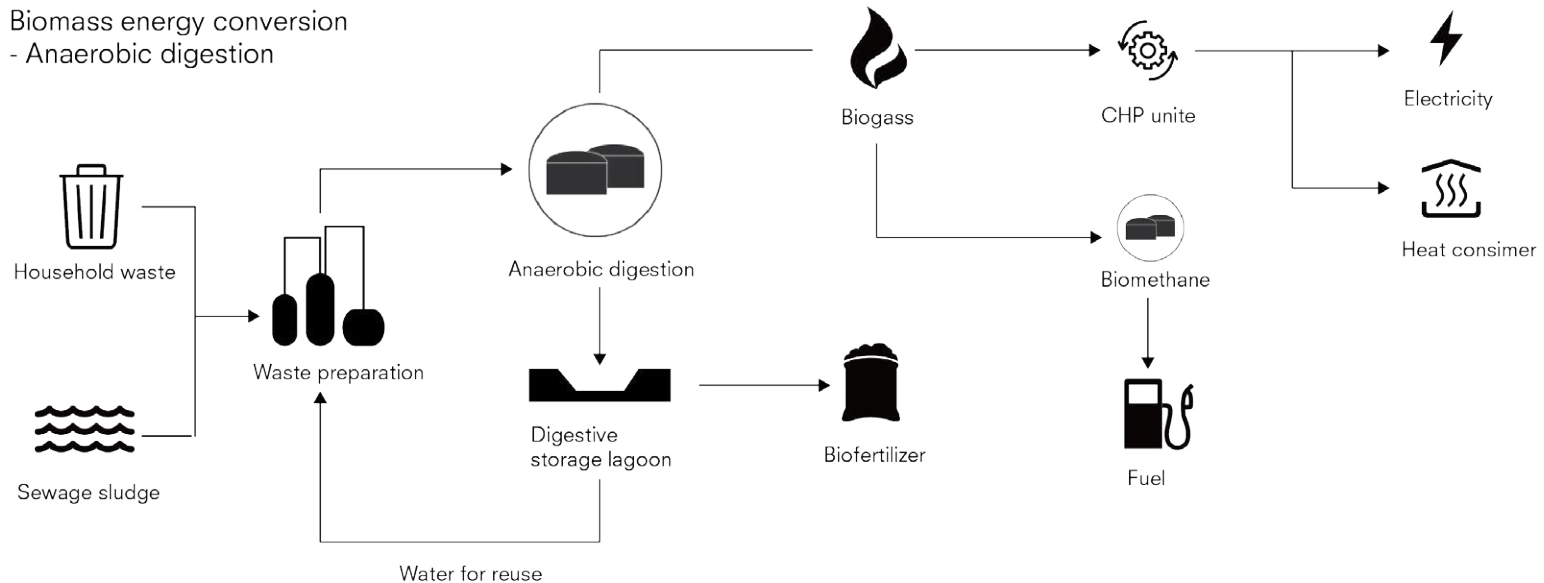 Biomass energy conversion
- Anaerobic digestion
Household waste
Sewage sludge
Waste preparation
Anaerobic digestion
Digestive
storage lagoon
Water for reuse
Biofertilizer
Biogass
CHP unite
Biomethane
Fuel
Electricity
Heat consimer